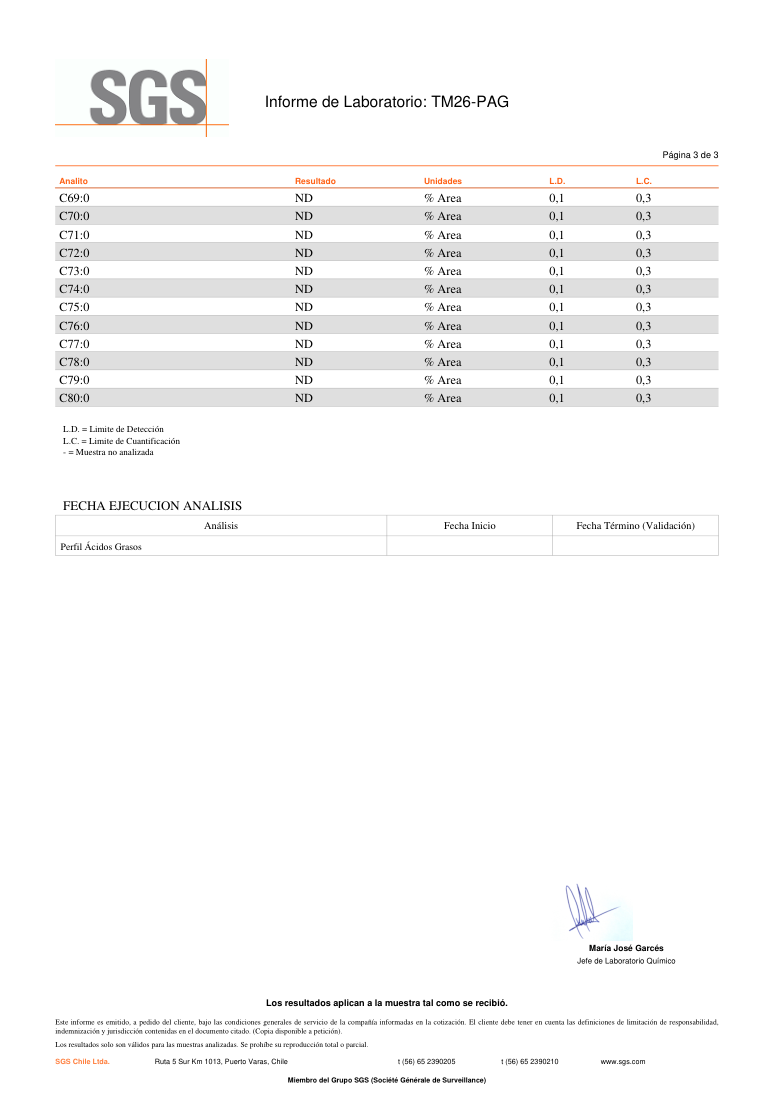 SGS
Informe de Laboratorio: TM26-PAG
Página 3 de 3
Analito Resultado Unidades L.D. L.C.
C69:0 ND % Area 0,1 0,3
C70:0 ND % Area 0,1 0,3
C71:0 ND % Area 0,1 0,3
C72:0 ND % Area 0,1 0,3
C73:0 ND % Area 0,1 0,3
C74:0 ND % Area 0,1 0,3
C75:0 ND % Area 0,1 0,3
C76:0 ND % Area 0,1 0,3
C77:0 ND % Area 0,1 0,3
C78:0 ND % Area 0,1 0,3
C79:0 ND % Area 0,1 0,3
C80:0 ND % Area 0,1 0,3
L.D. = Limite de Detección
L.C. = Limite de Cuantificación
- = Muestra no analizada
FECHA EJECUCION ANALISIS
Análisis Fecha Inicio Fecha Término (Validación)
Perfil Ácidos Grasos
María José Garcés
Jefe de Laboratorio Químico
Los resultados aplican a la muestra tal como se recibió.
Este informe es emitido, a pedido del cliente, bajo las condiciones generales de servicio de la compañía informadas en la cotización. El cliente debe tener en cuenta las definiciones de limitación de responsabilidad,
indemnización y jurisdicción contenidas en el documento citado. (Copia disponible a petición).
Los resultados solo son válidos para las muestras analizadas. Se prohíbe su reproducción total o parcial.
SGS Chile Ltda. Ruta 5 Sur Km 1013, Puerto Varas, Chile t (56) 65 2390205 t (56) 65 2390210 www.sgs.com
Miembro del Grupo SGS (Société Générale de Surveillance)